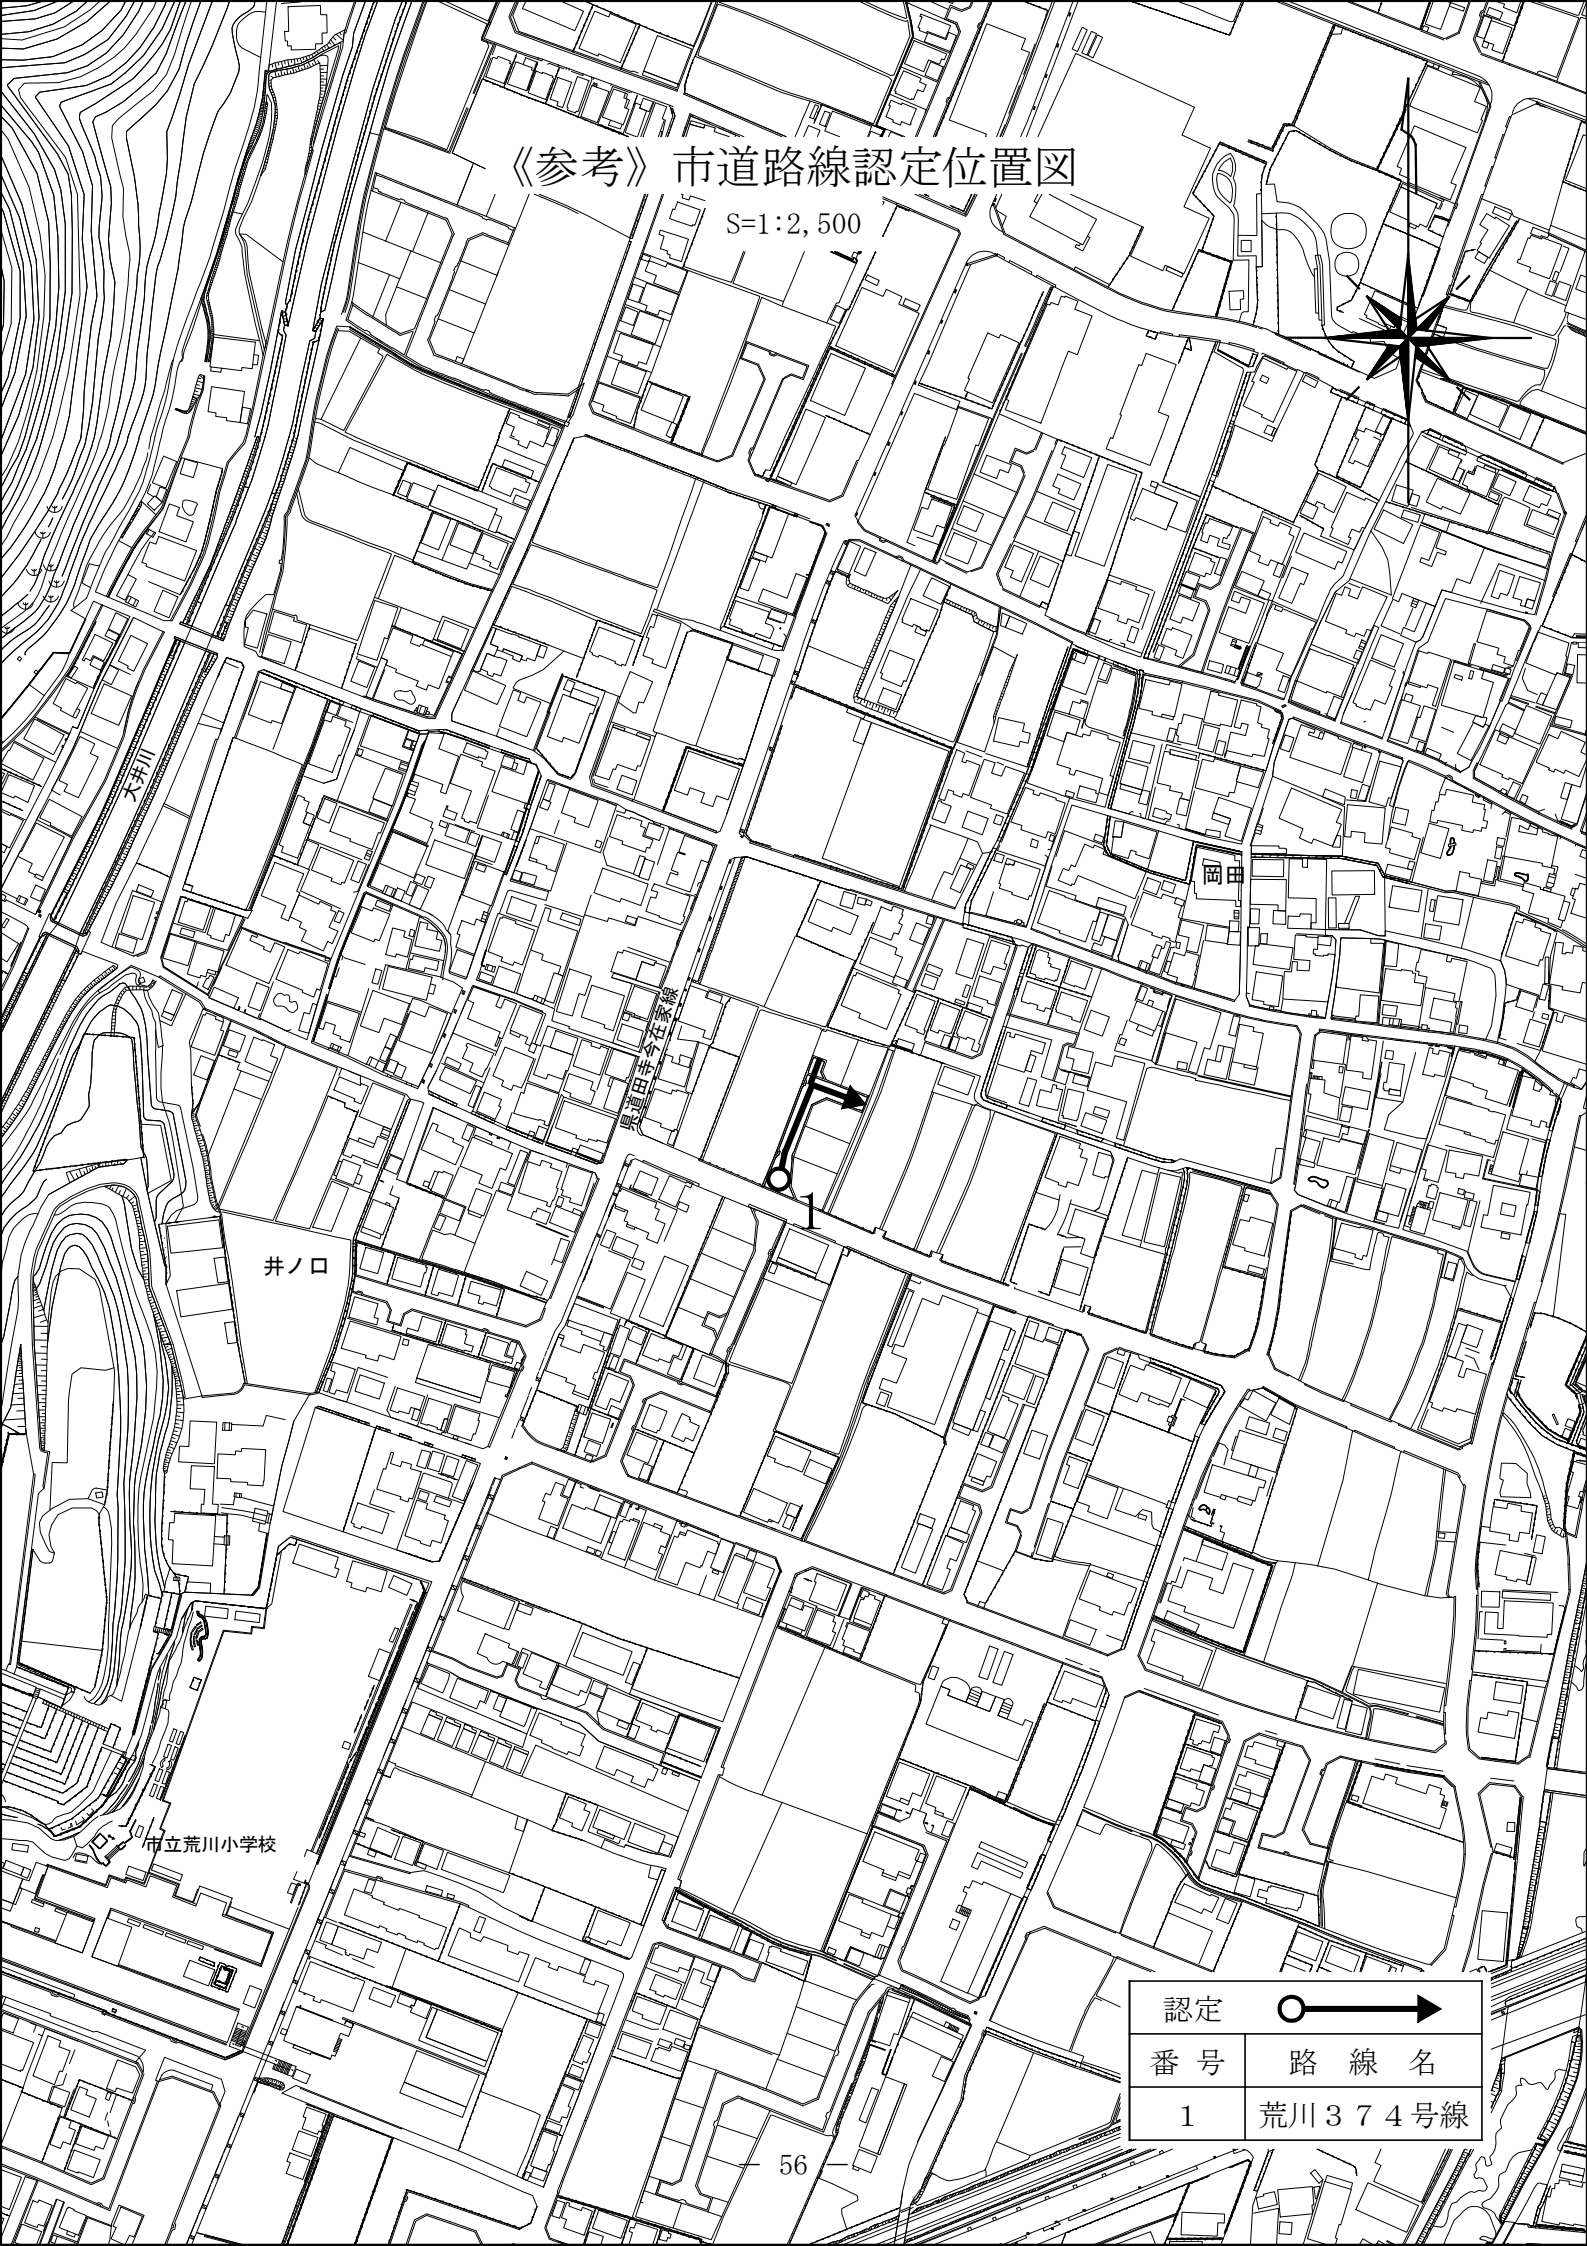 《参考》市道路線認定位置図
S=1:2,500
大井川
岡田
県道田寺今在家線
1
井ノ口
市立荒川小学校
認定
番号 路線名
1 荒川３７４号線
― 56 ―